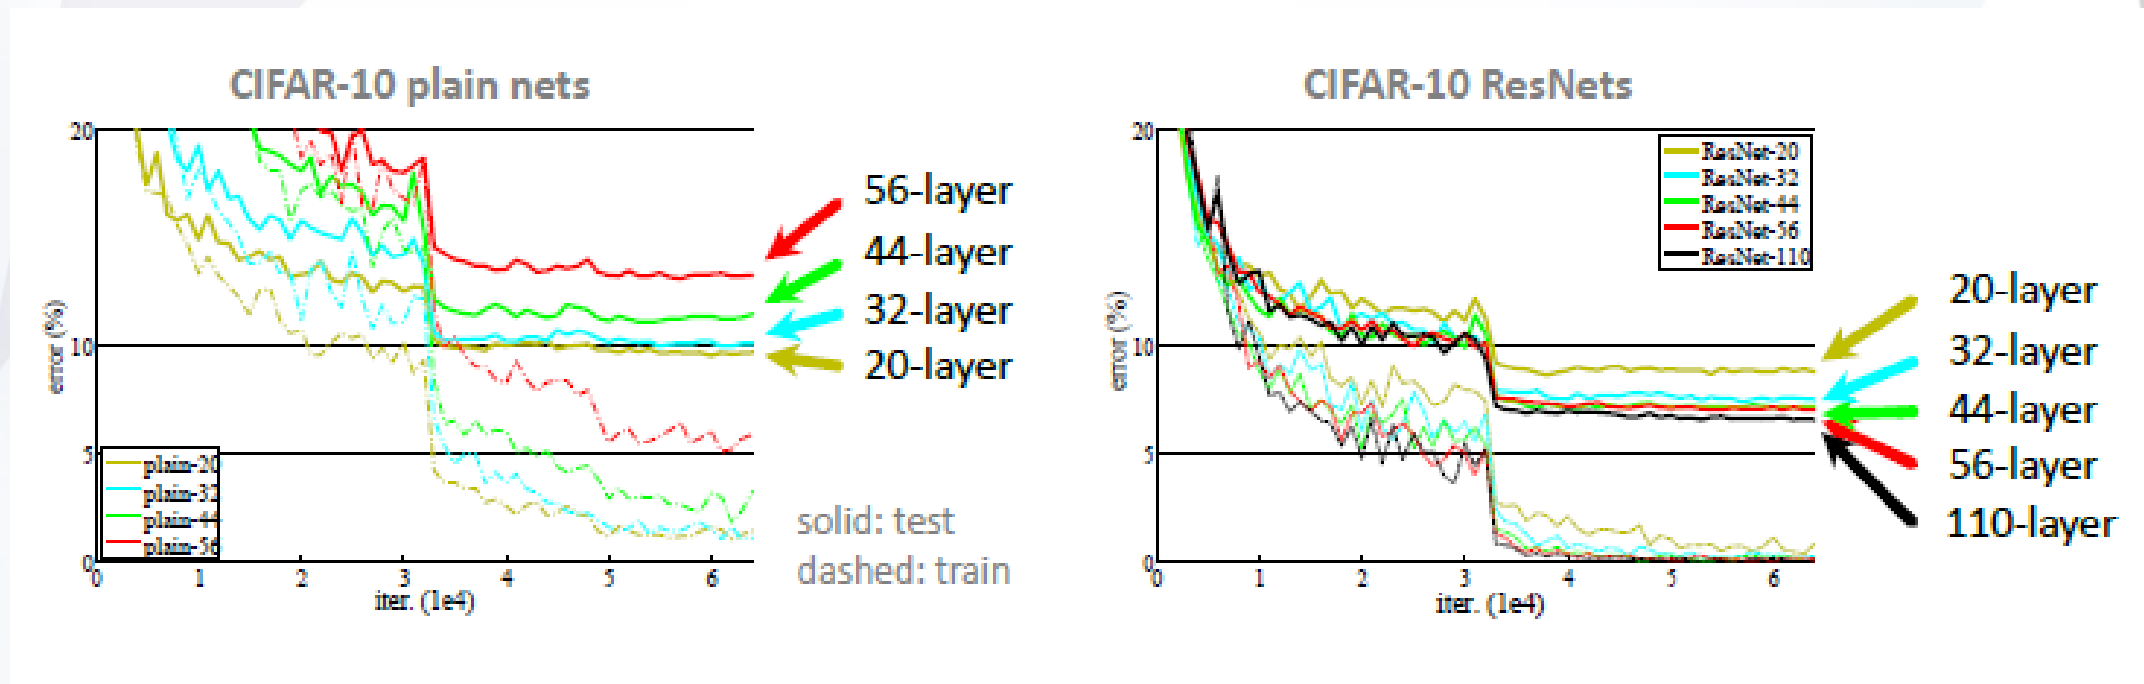 CIFAR-10 plain nets
20
10
5
0
error (%)
0 1 2 3 4 5 6
iter. (1e4)
plain-20
plain-32
plain-44
plain-56
56-layer
44-layer
32-layer
20-layer
solid: test
dashed: train
CIFAR-10 ResNets
20
10
5
0
error (%)
0 1 2 3 4 5 6
iter. (1e4)
ResNet-20
ResNet-32
ResNet-44
ResNet-56
ResNet-110
20-layer
32-layer
44-layer
56-layer
110-layer